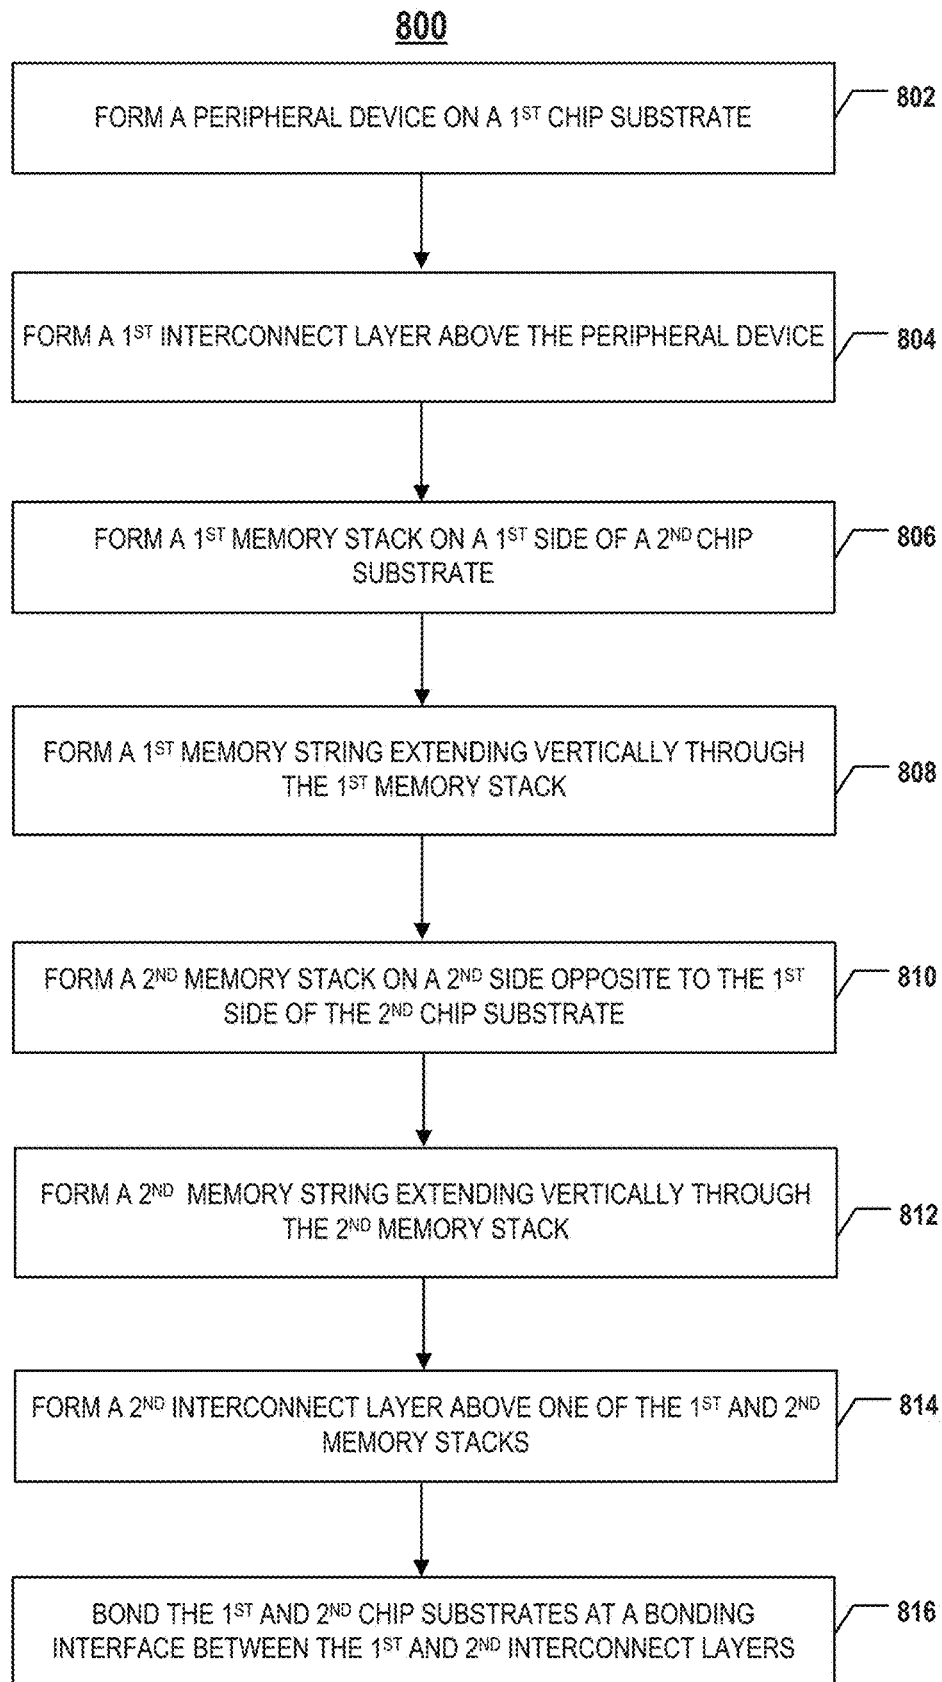 800
FORM A PERIPHERAL DEVICE ON A 1ST CHIP SUBSTRATE
802
FORM A 1ST INTERCONNECT LAYER ABOVE THE PERIPHERAL DEVICE
804
FORM A 1ST MEMORY STACK ON A 1ST SIDE OF A 2ND CHIP
SUBSTRATE
806
FORM A 1ST MEMORY STRING EXTENDING VERTICALLY THROUGH
THE 1ST MEMORY STACK
808
FORM A 2ND MEMORY STACK ON A 2ND SIDE OPPOSITE TO THE 1ST
SIDE OF THE 2ND CHIP SUBSTRATE
810
FORM A 2ND MEMORY STRING EXTENDING VERTICALLY THROUGH
THE 2ND MEMORY STACK
812
FORM A 2ND INTERCONNECT LAYER ABOVE ONE OF THE 1ST AND 2ND
MEMORY STACKS
814
BOND THE 1ST AND 2ND CHIP SUBSTRATES AT A BONDING
INTERFACE BETWEEN THE 1ST AND 2ND INTERCONNECT LAYERS
816